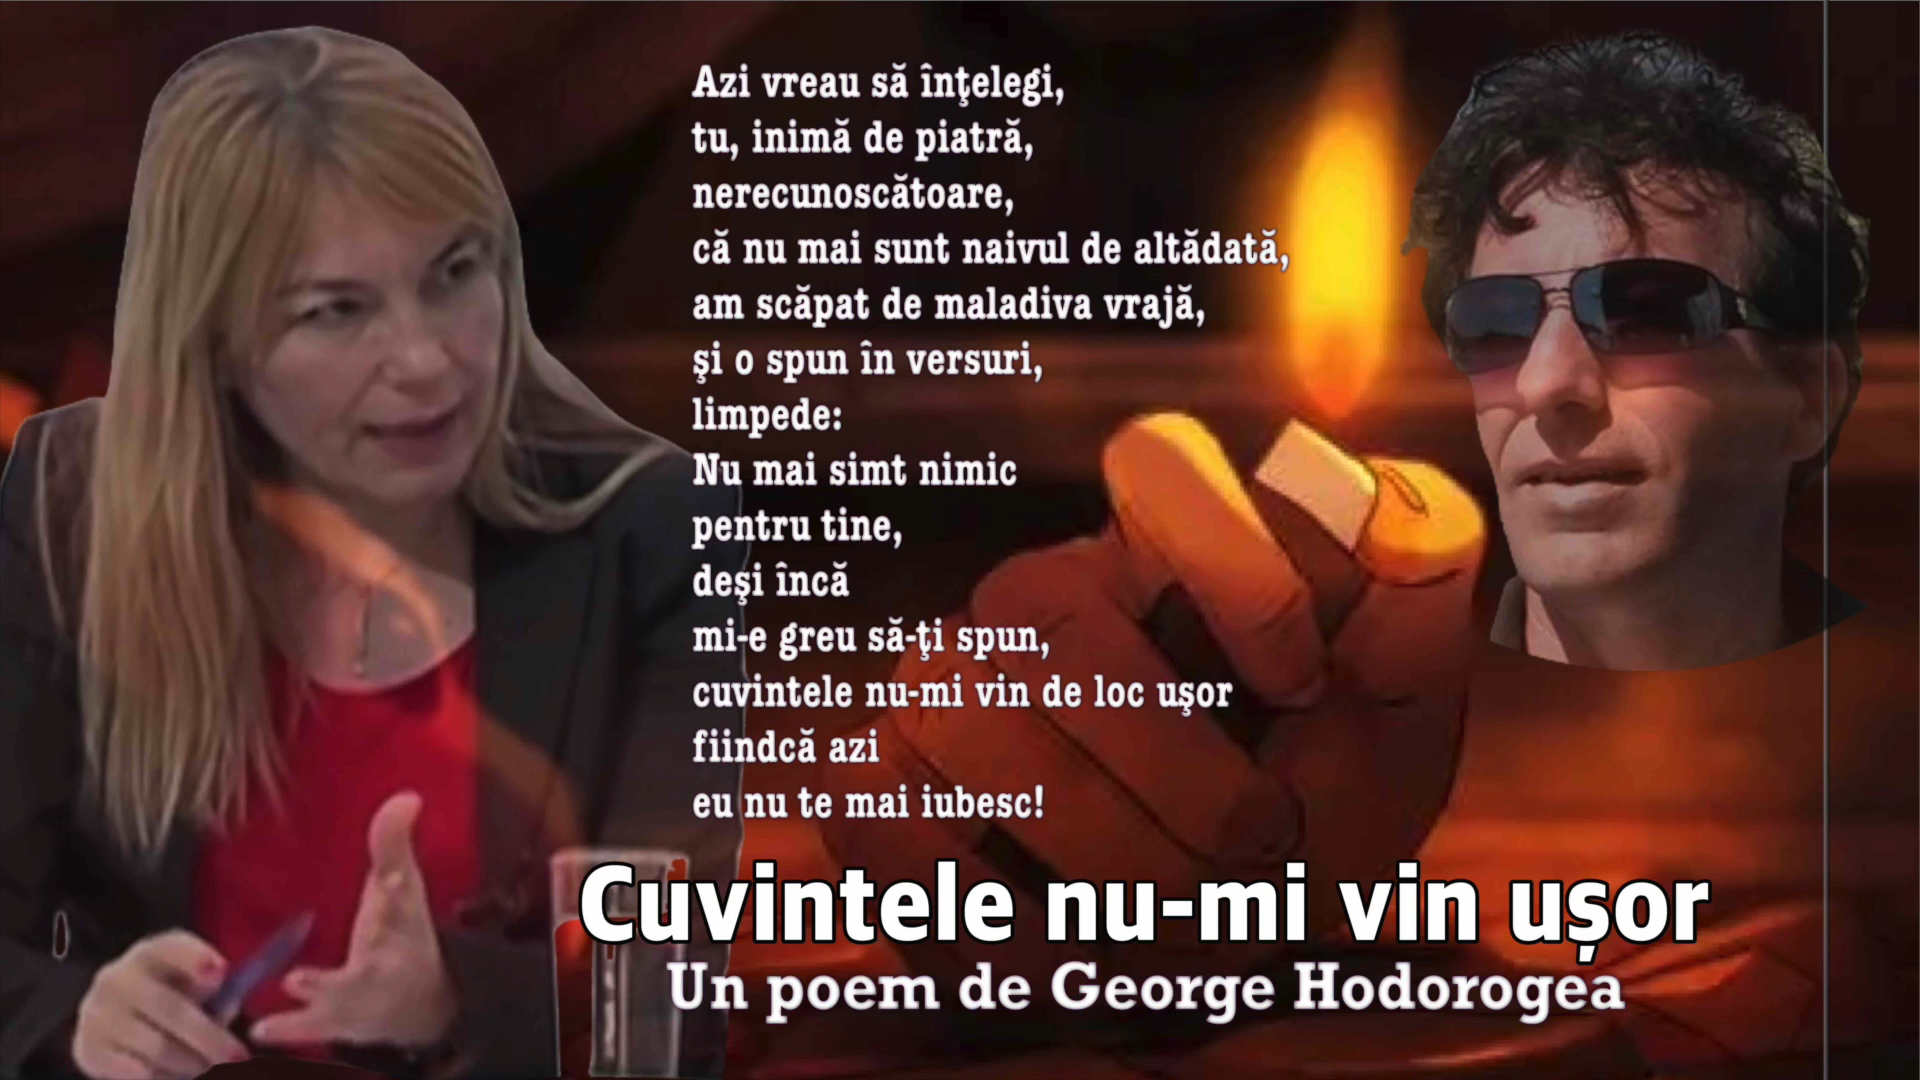 Azi vreau să înţelegi,
tu, inimă de piatră,
nerecunoscătoare,
că nu mai sunt naivul de altădată,
am scăpat de maladiva vrajă,
şi o spun în versuri,
limpede:
Nu mai simt nimic
pentru tine,
deşi încă
mi-e greu să-ţi spun,
cuvintele nu-mi vin de loc uşor
fiindcă azi
eu nu te mai iubesc!
Cuvintele nu-mi vin ușor
Un poem de George Hodorogea